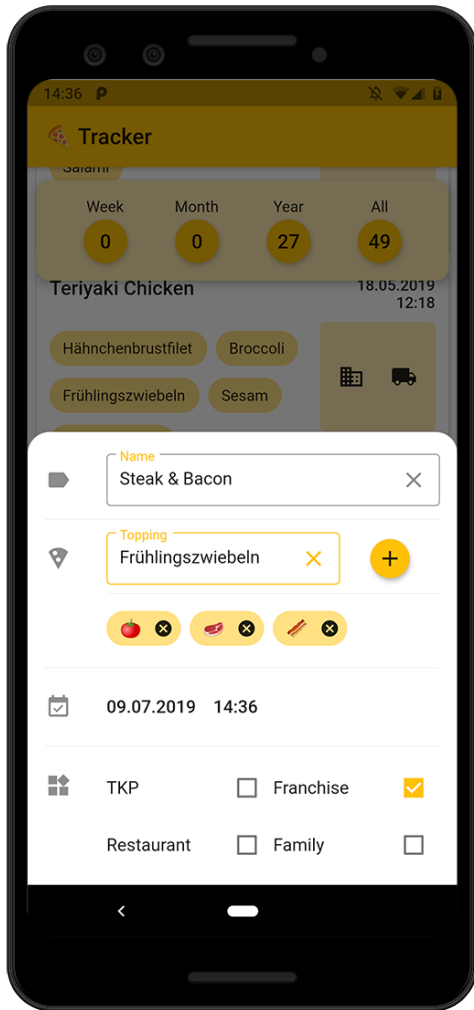 14:36
Tracker
Salami
Week Month Year All
0 0 27 49
Teriyaki Chicken 18.05.2019
12:18
Hähnchenbrustfilet Broccoli
Frühlingszwiebeln Sesam
Name
Steak & Bacon
Topping
Frühlingszwiebeln
09.07.2019 14:36
TKP Franchise
Restaurant Family